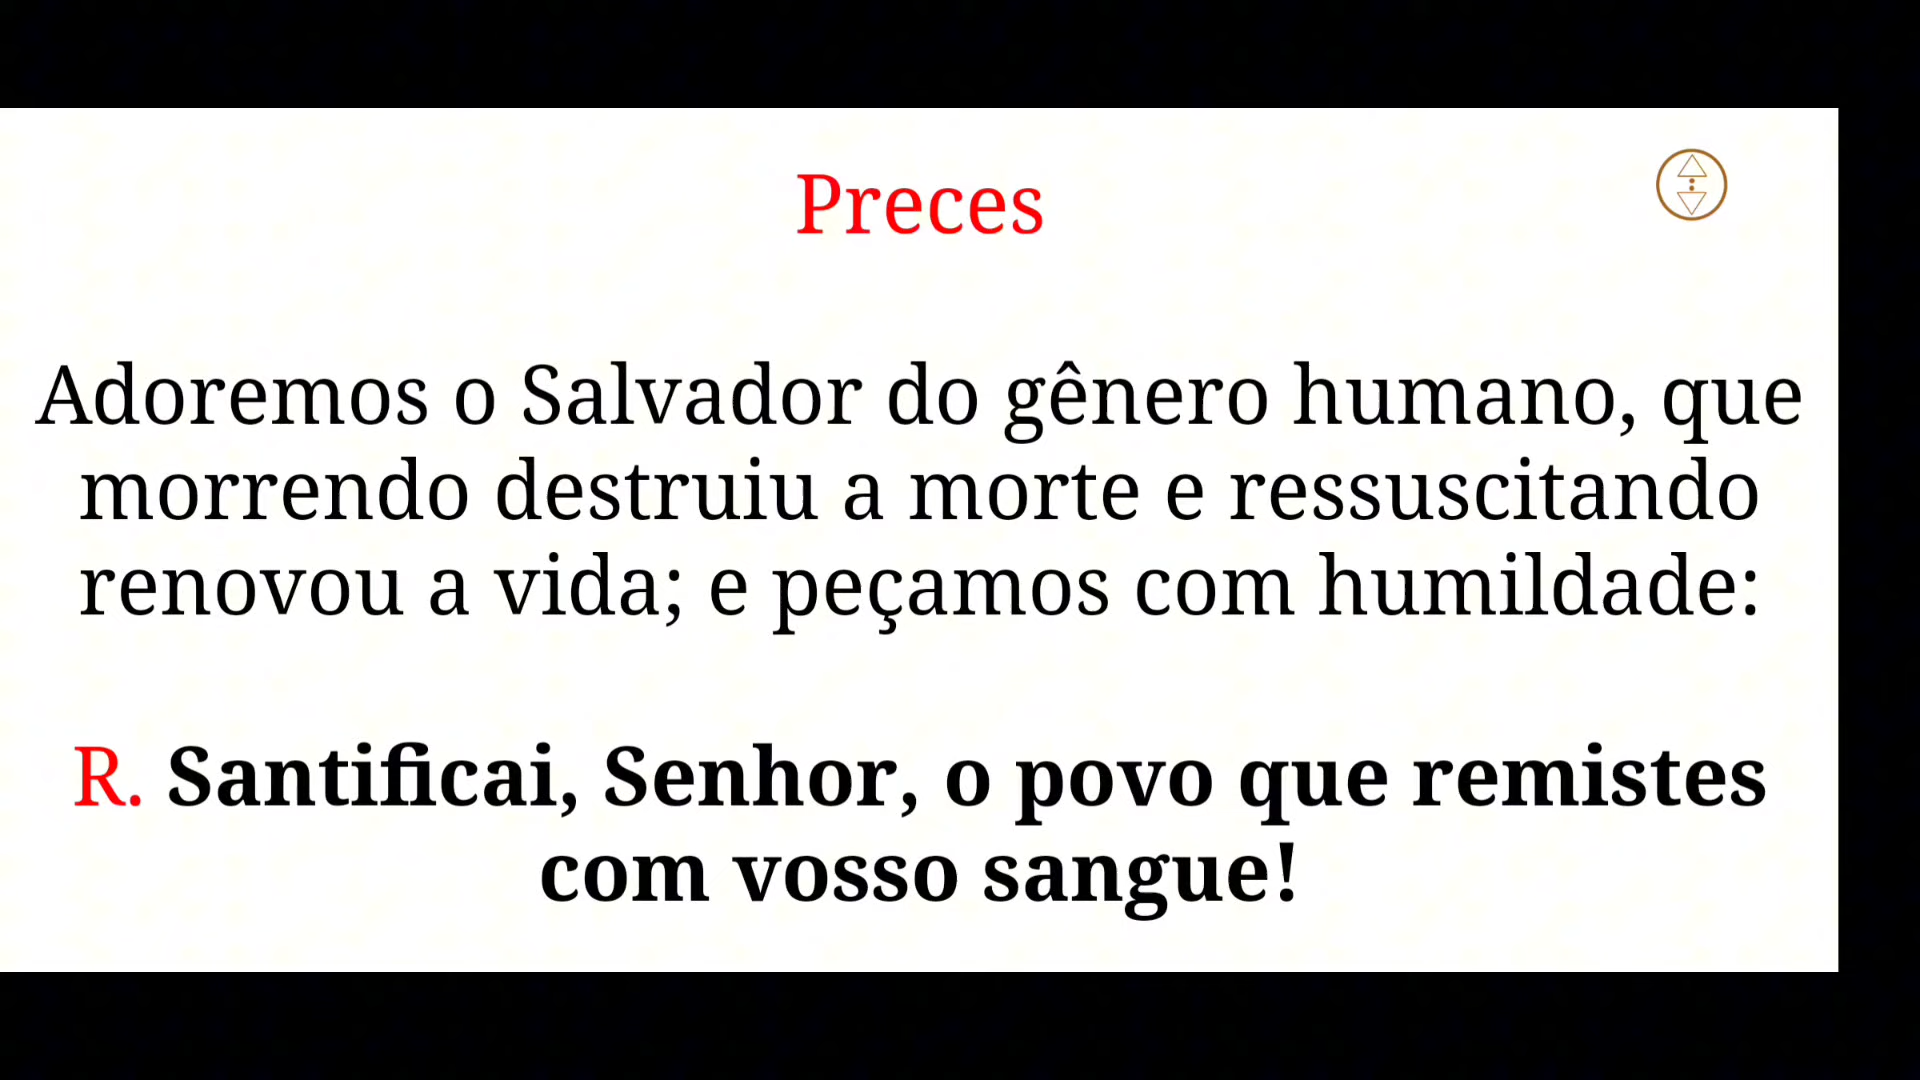 Preces
Adoremos o Salvador do gênero humano, que
morrendo destruiu a morte e ressuscitando
renovou a vida; e peçamos com humildade:
R. Santificai, Senhor, o povo que remistes
com vosso sangue!